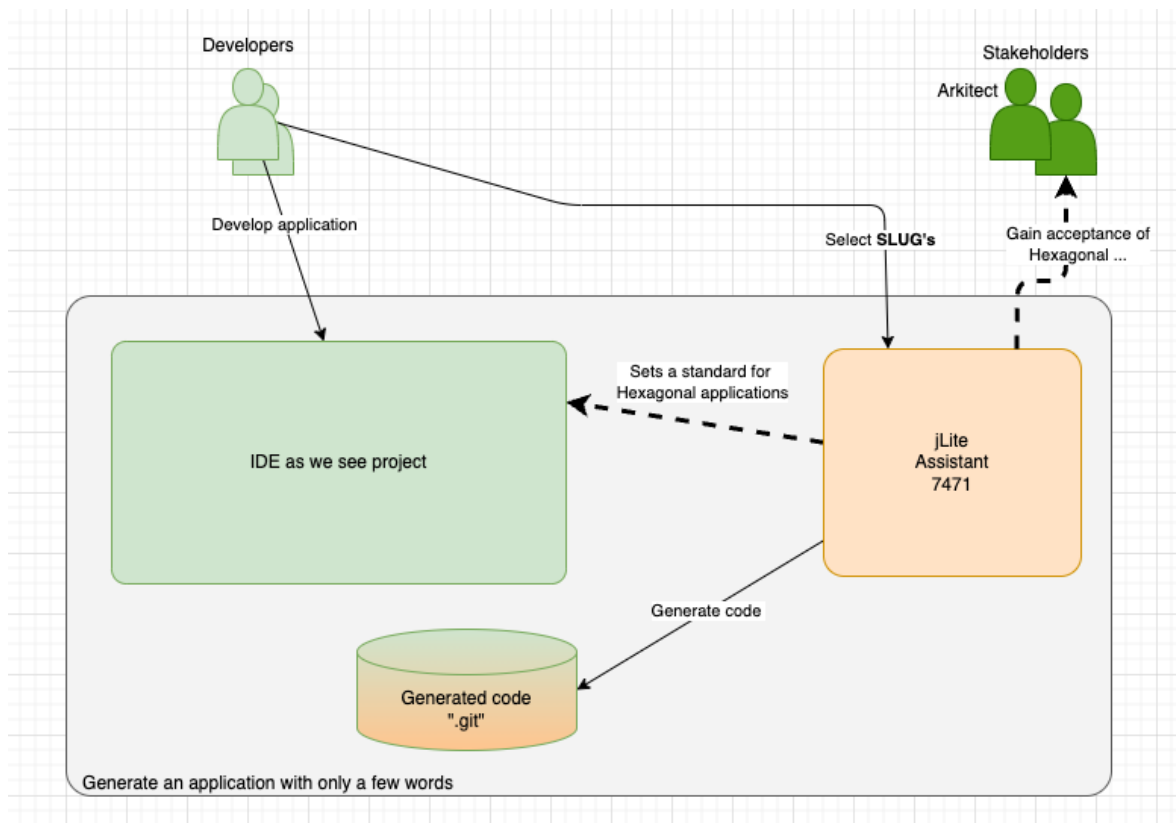 Developers
Stakeholders
Arkitect
Develop application
Select SLUG's
Gain acceptance of
Hexagonal ...
Sets a standard for
Hexagonal applications
IDE as we see project
jLite
Assistant
7471
Generate code
Generated code
".git"
Generate an application with only a few words